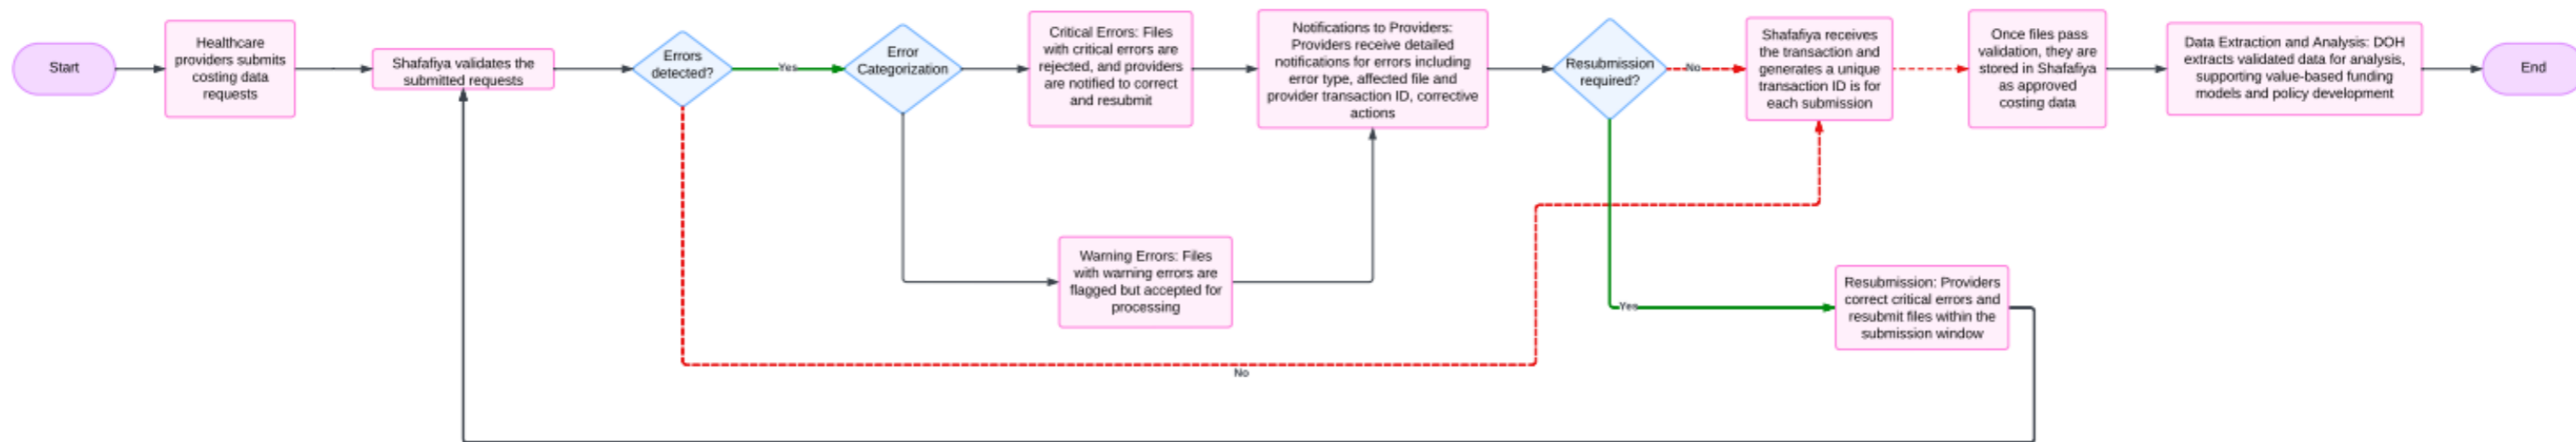 Start
Healthcare
providers submits
costing data
requests
Shafafiya validates the
submitted requests
Errors
detected?
Yes
Error
Categorization
Critical Errors: Files
with critical errors are
rejected, and providers
are notified to correct
and resubmit
Notifications to Providers:
Providers receive detailed
notifications for errors including
error type, affected file and
provider transaction ID, corrective
actions
Resubmission
required?
No
Shafafiya receives
the transaction and
generates a unique
transaction ID is for
each submission
Once files pass
validation, they are
stored in Shafafiya
as approved
costing data
Data Extraction and Analysis: DOH
extracts validated data for analysis,
supporting value-based funding
models and policy development
End
Warning Errors: Files
with warning errors are
flagged but accepted for
processing
Yes
Resubmission: Providers
correct critical errors and
resubmit files within the
submission window
No